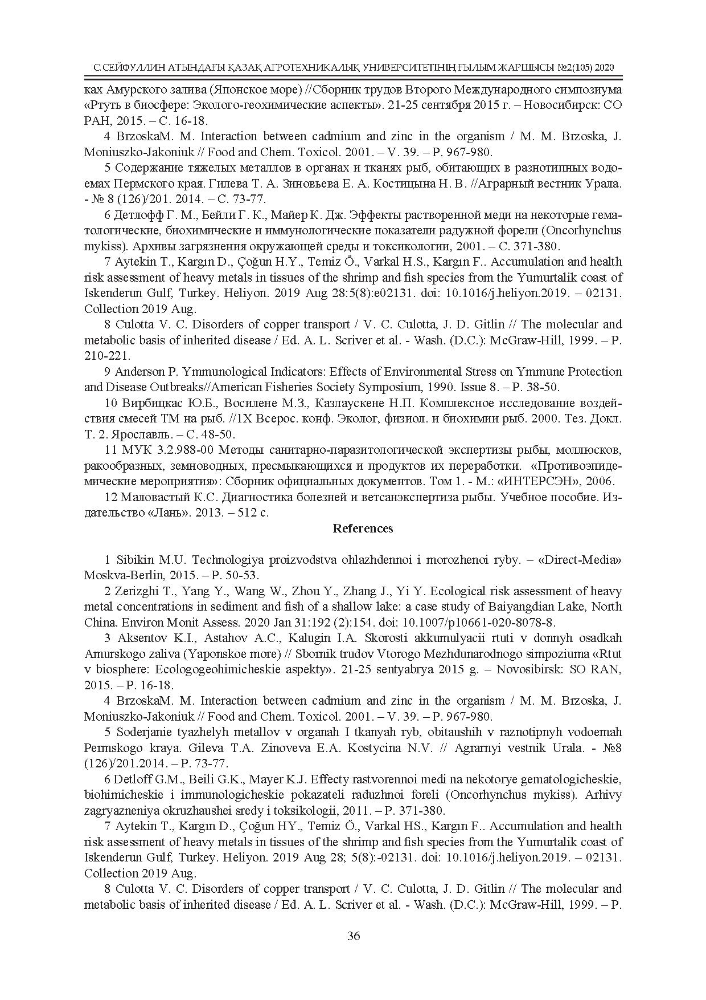 С.СЕЙФУЛЛИН АТЫНДАҒЫ ҚАЗАҚ АГРОТЕХНИКАЛЫҚ УНИВЕРСИТЕТІНІҢ ҒЫЛЫМ ЖАРШЫСЫ №2(105) 2020
ках Амурского залива (Японское море) //Сборник трудов Второго Международного симпозиума
«Ртуть в биосфере: Эколого-геохимические аспекты». 21-25 сентября 2015 г. – Новосибирск: СО
РАН, 2015. – С. 16-18.
4 BrzoskaM. M. Interaction between cadmium and zinc in the organism / M. M. Brzoska, J.
Moniuszko-Jakoniuk // Food and Chem. Toxicol. 2001. – V. 39. – P. 967-980.
5 Содержание тяжелых металлов в органах и тканях рыб, обитающих в разнотипных водо-
емах Пермского края. Гилева Т. А. Зиновьева Е. А. Костицына Н. В. //Аграрный вестник Урала.
- № 8 (126)/201. 2014. – С. 73-77.
6 Детлофф Г. М., Бейли Г. К., Майер К. Дж. Эффекты растворенной меди на некоторые гема-
тологические, биохимические и иммунологические показатели радужной форели (Oncorhynchus
mykiss). Архивы загрязнения окружающей среды и токсикологии, 2001. – С. 371-380.
7 Aytekin T., Kargın D., Çoğun H.Y., Temiz Ö., Varkal H.S., Kargın F.. Accumulation and health
risk assessment of heavy metals in tissues of the shrimp and fish species from the Yumurtalik coast of
Iskenderun Gulf, Turkey. Heliyon. 2019 Aug 28:5(8):e02131. doi: 10.1016/j.heliyon.2019. – 02131.
Collection 2019 Aug.
8 Culotta V. C. Disorders of copper transport / V. C. Culotta, J. D. Gitlin // The molecular and
metabolic basis of inherited disease / Ed. A. L. Scriver et al. - Wash. (D.C.): McGraw-Hill, 1999. – P.
210-221.
9 Anderson P. Ymmunological Indicators: Effects of Environmental Stress on Ymmune Protection
and Disease Outbreaks//American Fisheries Society Symposium, 1990. Issue 8. – P. 38-50.
10 Вирбицкас Ю.Б., Восилене М.З., Казлаускене Н.П. Комплексное исследование воздей-
ствия смесей ТМ на рыб. //1Х Всерос. конф. Эколог, физиол. и биохимии рыб. 2000. Тез. Докл.
Т. 2. Ярославль. – С. 48-50.
11 МУК 3.2.988-00 Методы санитарно-паразитологической экспертизы рыбы, моллюсков,
ракообразных, земноводных, пресмыкающихся и продуктов их переработки. «Противоэпиде-
мические мероприятия»: Сборник официальных документов. Том 1. - М.: «ИНТЕРСЭН», 2006.
12 Маловастый К.С. Диагностика болезней и ветсанэкспертиза рыбы. Учебное пособие. Из-
дательство «Лань». 2013. – 512 с.
References
1 Sibikin M.U. Technologiya proizvodstva ohlazhdennoi i morozhenoi ryby. – «Direct-Media»
Moskva-Berlin, 2015. – P. 50-53.
2 Zerizghi T., Yang Y., Wang W., Zhou Y., Zhang J., Yi Y. Ecological risk assessment of heavy
metal concentrations in sediment and fish of a shallow lake: a case study of Baiyangdian Lake, North
China. Environ Monit Assess. 2020 Jan 31:192 (2):154. doi: 10.1007/p10661-020-8078-8.
3 Aksentov K.I., Astahov A.C., Kalugin I.A. Skorosti akkumulyacii rtuti v donnyh osadkah
Amurskogo zaliva (Yaponskoe more) // Sbornik trudov Vtorogo Mezhdunarodnogo simpoziuma «Rtut
v biosphere: Ecologogeohimicheskie aspekty». 21-25 sentyabrya 2015 g. – Novosibirsk: SO RAN,
2015. – P. 16-18.
4 BrzoskaM. M. Interaction between cadmium and zinc in the organism / M. M. Brzoska, J.
Moniuszko-Jakoniuk // Food and Chem. Toxicol. 2001. – V. 39. – P. 967-980.
5 Soderjanie tyazhelyh metallov v organah I tkanyah ryb, obitaushih v raznotipnyh vodoemah
Permskogo kraya. Gileva T.A. Zinoveva E.A. Kostycina N.V. // Agrarnyi vestnik Urala. - №8
(126)/201.2014. – P. 73-77.
6 Detloff G.M., Beili G.K., Mayer K.J. Effecty rastvorennoi medi na nekotorye gematologicheskie,
biohimicheskie i immunologicheskie pokazateli raduzhnoi foreli (Oncorhynchus mykiss). Arhivy
zagryazneniya okruzhaushei sredy i toksikologii, 2011. – P. 371-380.
7 Aytekin T., Kargın D., Çoğun HY., Temiz Ö., Varkal HS., Kargın F.. Accumulation and health
risk assessment of heavy metals in tissues of the shrimp and fish species from the Yumurtalik coast of
Iskenderun Gulf, Turkey. Heliyon. 2019 Aug 28; 5(8):-02131. doi: 10.1016/j.heliyon.2019. – 02131.
Collection 2019 Aug.
8 Culotta V. C. Disorders of copper transport / V. C. Culotta, J. D. Gitlin // The molecular and
metabolic basis of inherited disease / Ed. A. L. Scriver et al. - Wash. (D.C.): McGraw-Hill, 1999. – P.
36